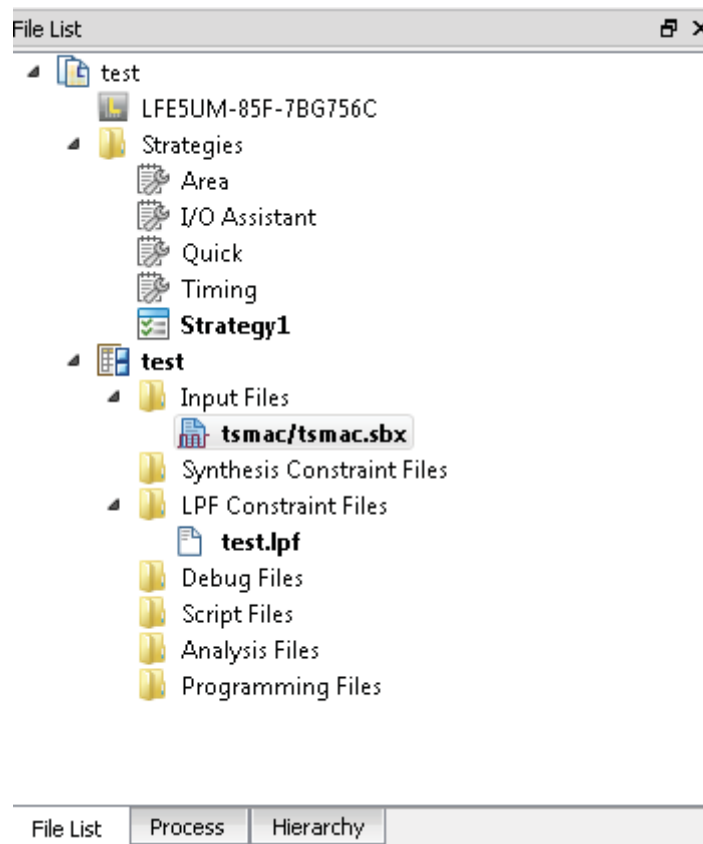 File List
test
LFE5UM-85F-7BG756C
Strategies
Area
I/O Assistant
Quick
Timing
Strategy1
test
Input Files
tsmac/tsmac.sbx
Synthesis Constraint Files
LPF Constraint Files
test.lpf
Debug Files
Script Files
Analysis Files
Programming Files
File List Process Hierarchy